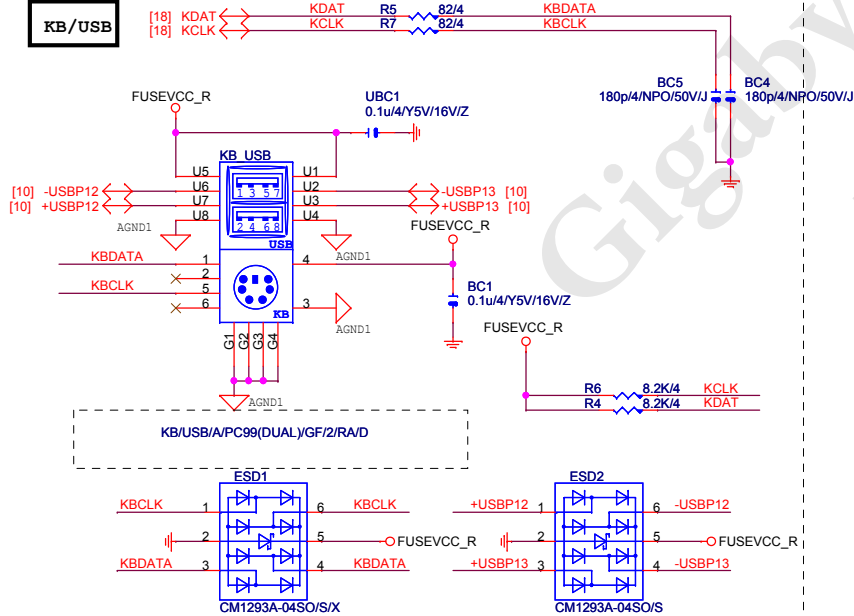 KB/USB
[18] KDAT KDAT R5 82/4 KBDATA
[18] KCLK KCLK R7 82/4 KBCLK
BC5 BC4
180p/4/NPO/50V/J 180p/4/NPO/50V/J
FUSEVCC_R UBC1
0.1u/4/Y5V/16V/Z
KB_USB
U5 U1
[10] -USBP12 U6 1 3 5 7 U2 -USBP13 [10]
[10] +USBP12 U7 U3 +USBP13 [10]
U8 2 4 6 8 U4
AGND1 FUSEVCC_R
USB
AGND1
KBDATA 1 4
2
KBCLK 5
BC1
0.1u/4/Y5V/16V/Z
6 3
KB
AGND1
FUSEVCC_R
G1 G2 G3 G4
R6 8.2K/4 KCLK
R4 8.2K/4 KDAT
AGND1
KB/USB/A/PC99(DUAL)/GF/2/RA/D
ESD1 ESD2
KBCLK 1 6 KBCLK +USBP12 1 6 -USBP12
2 5 FUSEVCC_R 2 5 FUSEVCC_R
KBDATA 3 4 KBDATA +USBP13 3 4 -USBP13
CM1293A-04SO/S/X CM1293A-04SO/S
Gigaby